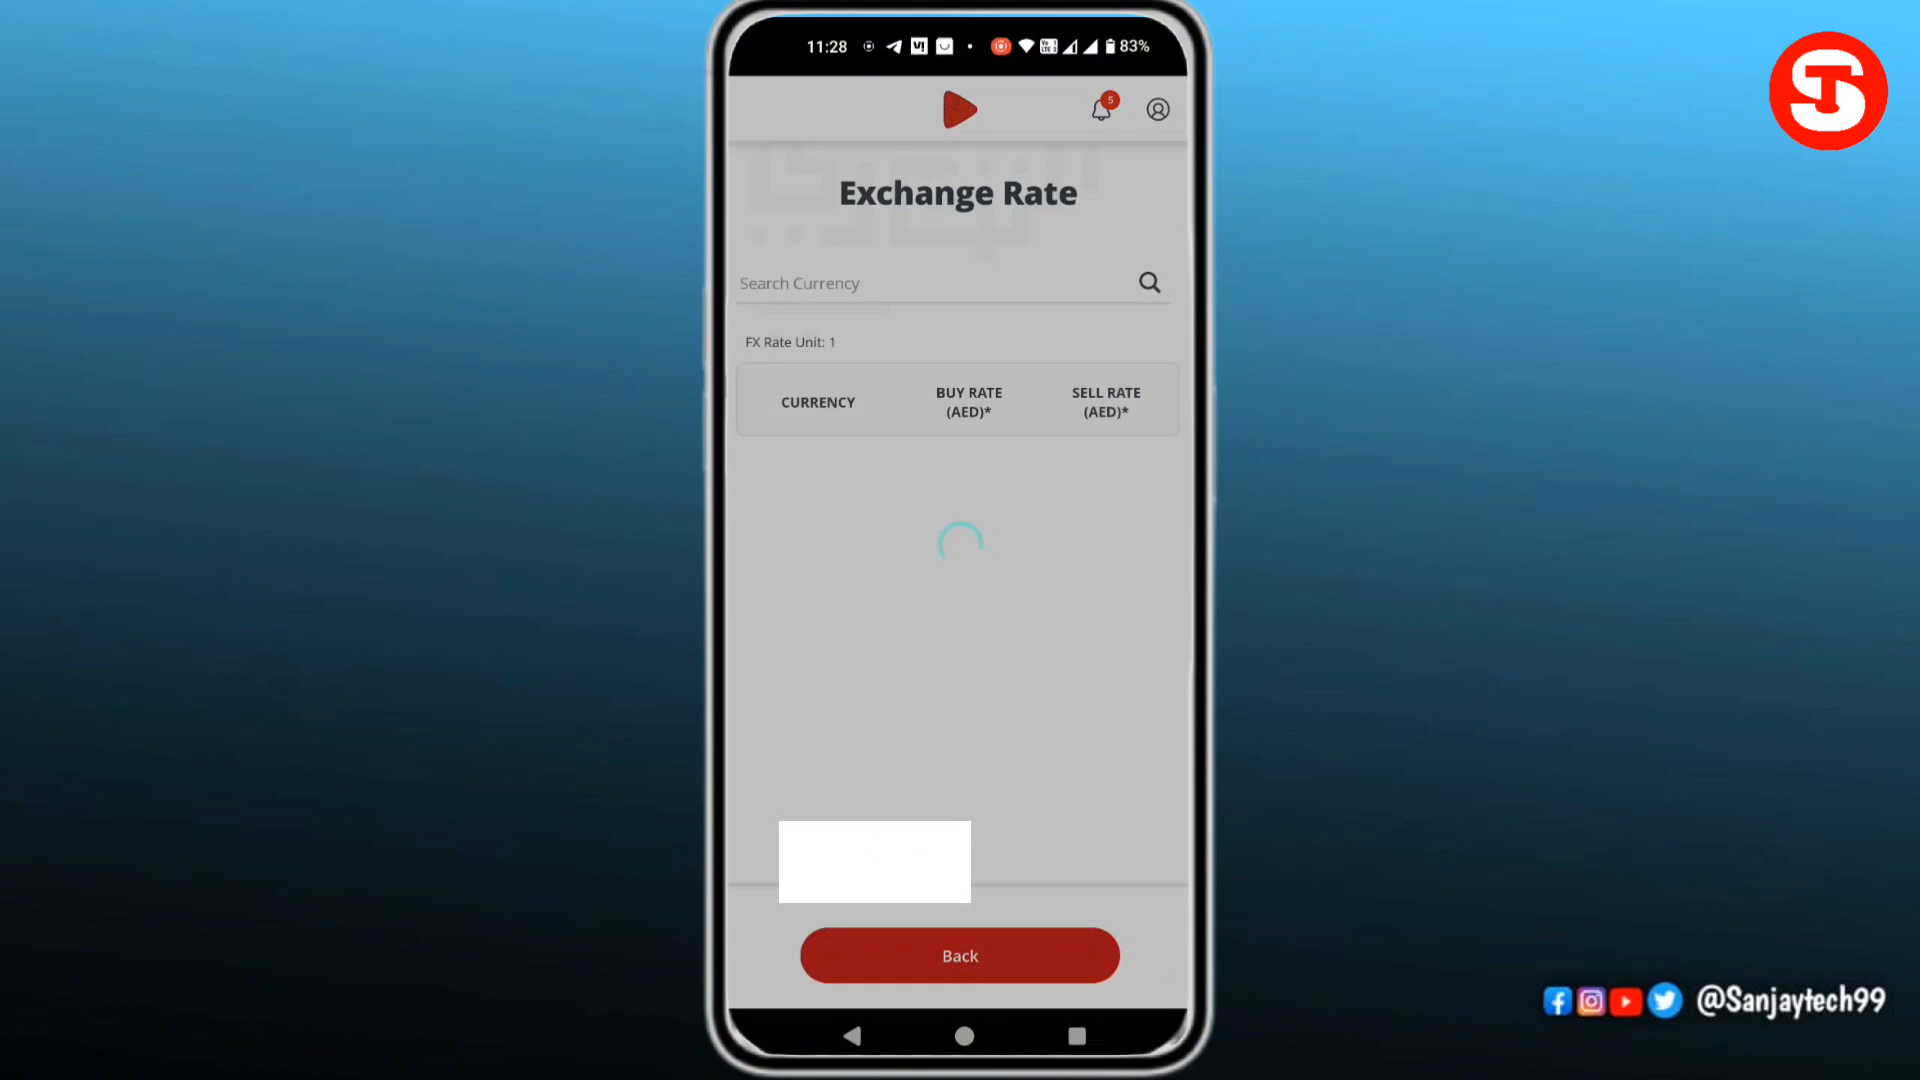 11:28
83%
5
Exchange Rate
Search Currency
FX Rate Unit: 1
CURRENCY
BUY RATE
(AED)*
SELL RATE
(AED)*
Back
@Sanjaytech99